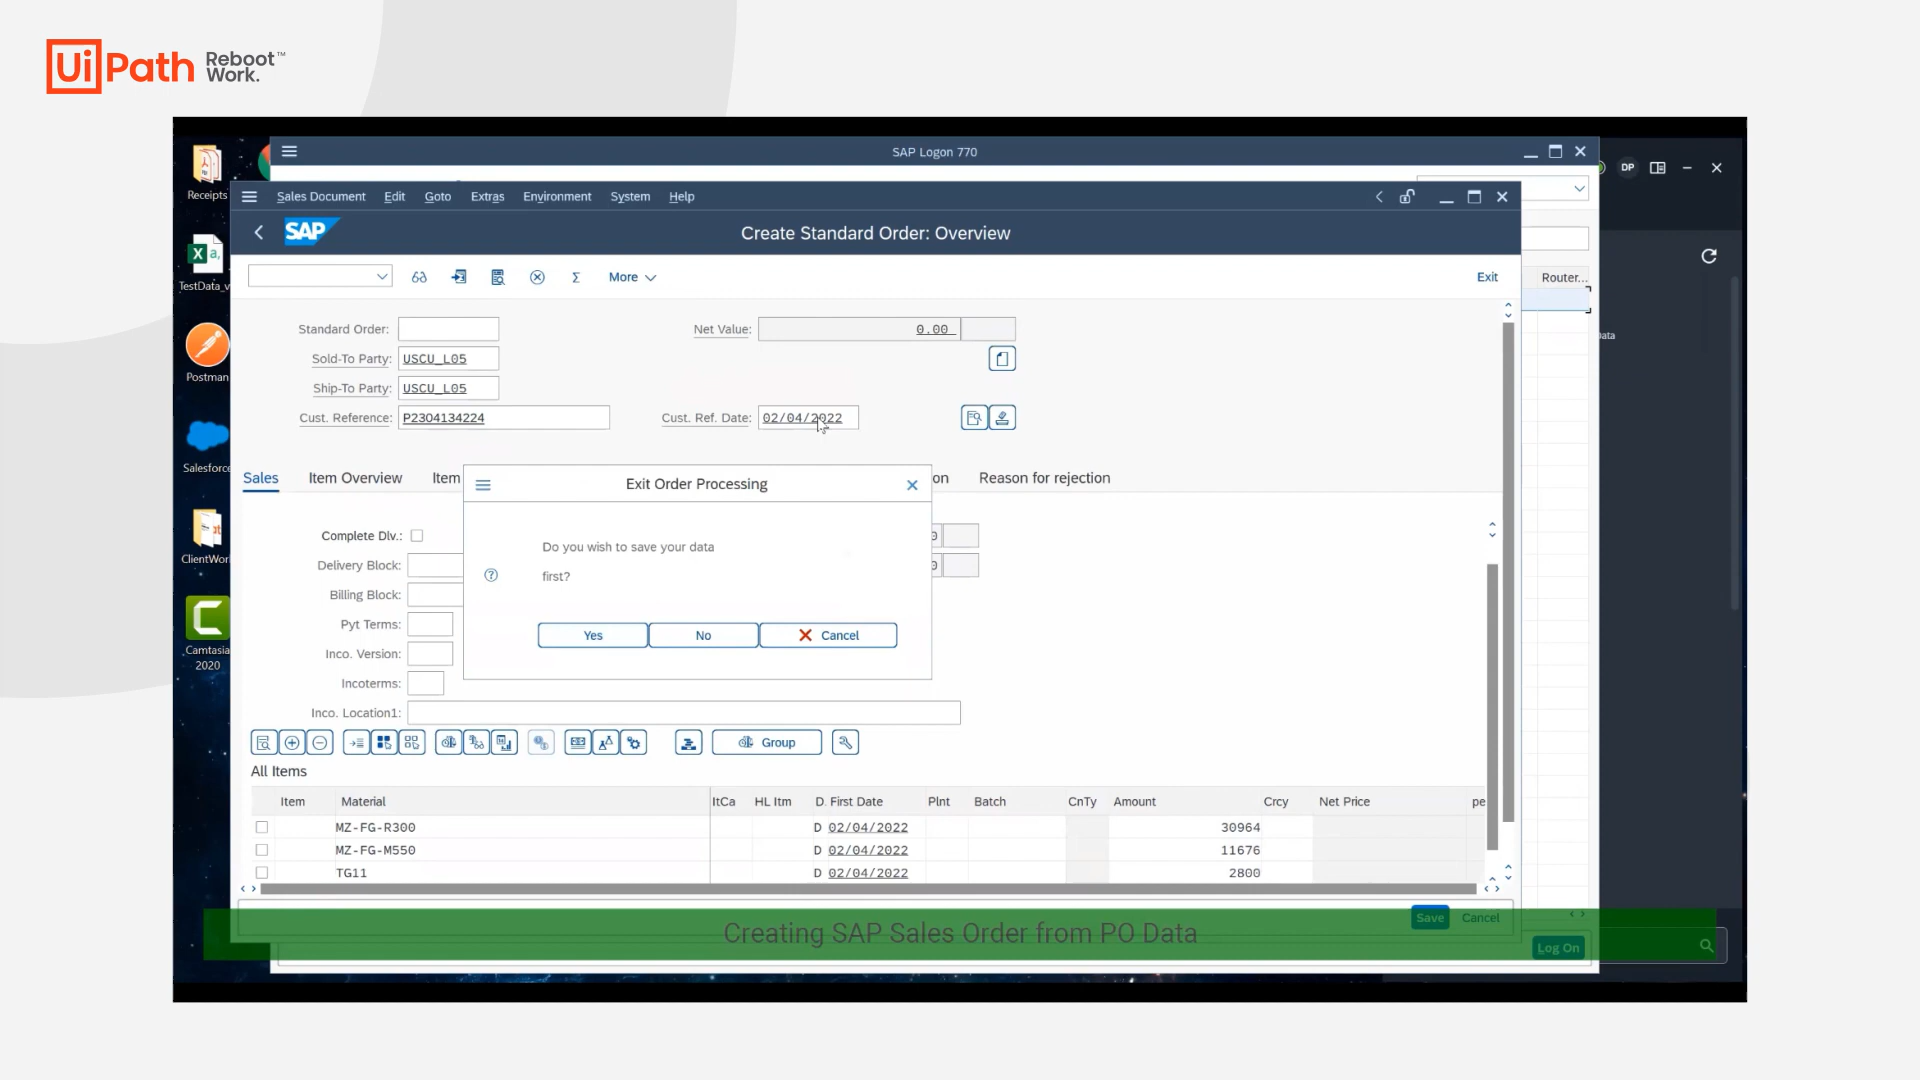 UiPath Reboot Work.™
SAP Logon 770
DP
Receipts
Sales Document Edit Goto Extras Environment System Help
SAP
Create Standard Order: Overview
TestData_v
More
Exit
Router...
Standard Order:
Net Value: 0.00
ata
Sold-To Party: USCU_L05
Postman
Ship-To Party: USCU_L05
Cust. Reference: P23O4134224
Cust. Ref. Date: 02/04/2022
Salesforce
Sales Item Overview Item on Reason for rejection
Exit Order Processing
Complete Dlv.:
Do you wish to save your data
first?
ClientWor
Delivery Block:
Billing Block:
Pyt Terms:
Yes No Cancel
Camtasia
2020
Inco. Version:
Incoterms:
Inco. Location1:
Group
All Items
Item Material ItCa HL Itm D. First Date Plnt Batch CnTy Amount Crcy Net Price pe
MZ-FG-R300 D 02/04/2022 30964
MZ-FG-M550 D 02/04/2022 11676
TG11 D 02/04/2022 2800
Save Cancel
Creating SAP Sales Order from PO Data
Log On